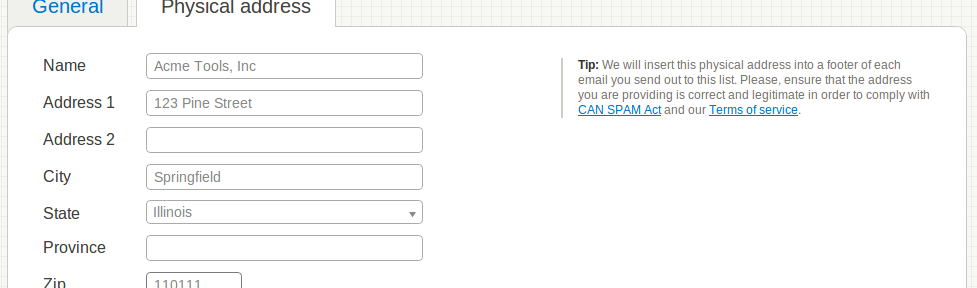 General Physical address
Name Acme Tools, Inc
Address 1 123 Pine Street
Address 2
City Springfield
State Illinois
Province
Zip 110111
Tip: We will insert this physical address into a footer of each
email you send out to this list. Please, ensure that the address
you are providing is correct and legitimate in order to comply with
CAN SPAM Act and our Terms of service.